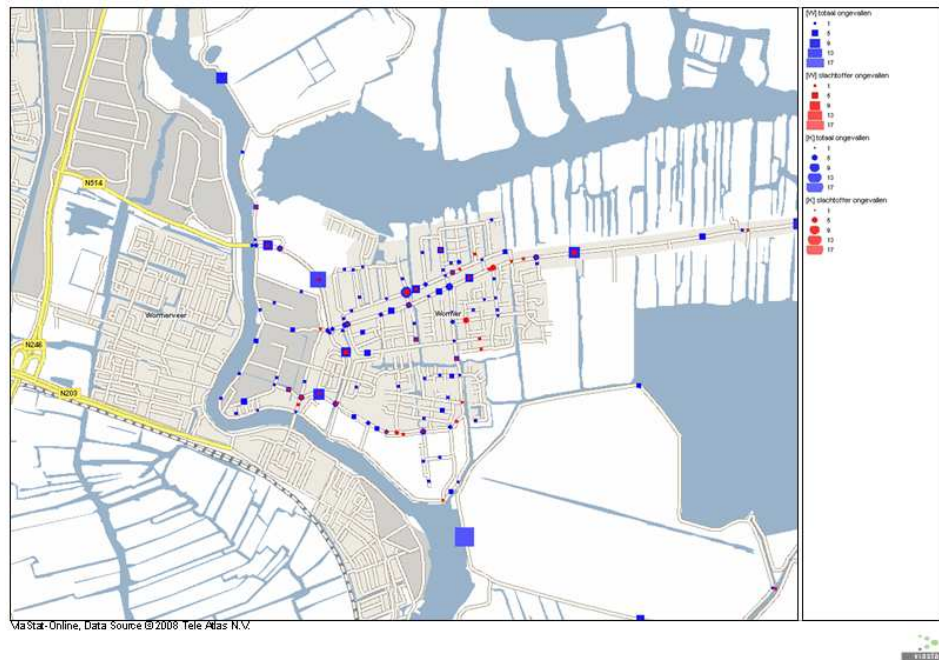 N514
Wormerveer
Wormer
N246
N203
[W] totaal ongevallen
1
5
9
13
17
[W] slachtoffer ongevallen
1
5
9
13
17
[K] totaal ongevallen
1
5
9
13
17
[K] slachtoffer ongevallen
1
5
9
13
17
ViaStat-Online, Data Source © 2008 Tele Atlas N.V.
VIASTAT